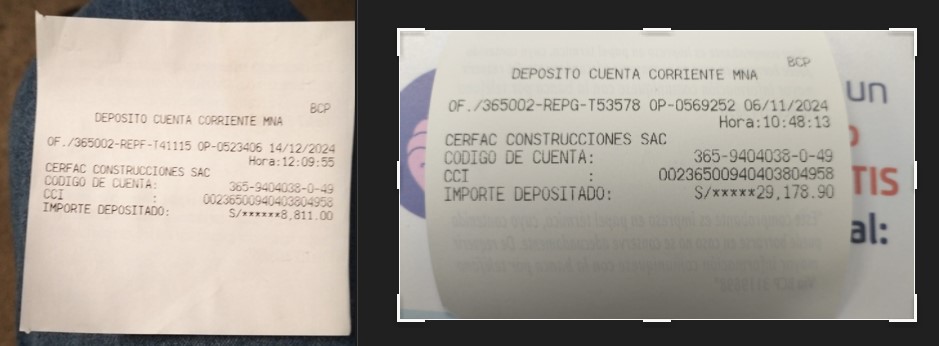 BCP
DEPOSITO CUENTA CORRIENTE MNA
OF./365002-REPF-T41115 OP-0523406 14/12/2024
Hora:12:09:55
CERFAC CONSTRUCCIONES SAC
CODIGO DE CUENTA: 365-9404038-0-49
CCI : 00236500940403804958
IMPORTE DEPOSITADO: S/******8,811.00
BCP
DEPOSITO CUENTA CORRIENTE MNA
OF./365002-REPG-T53578 OP-0569252 06/11/2024
Hora:10:48:13
CERFAC CONSTRUCCIONES SAC
CODIGO DE CUENTA: 365-9404038-0-49
CCI : 00236500940403804958
IMPORTE DEPOSITADO: S/*****29,178.90
un
TIS
al: